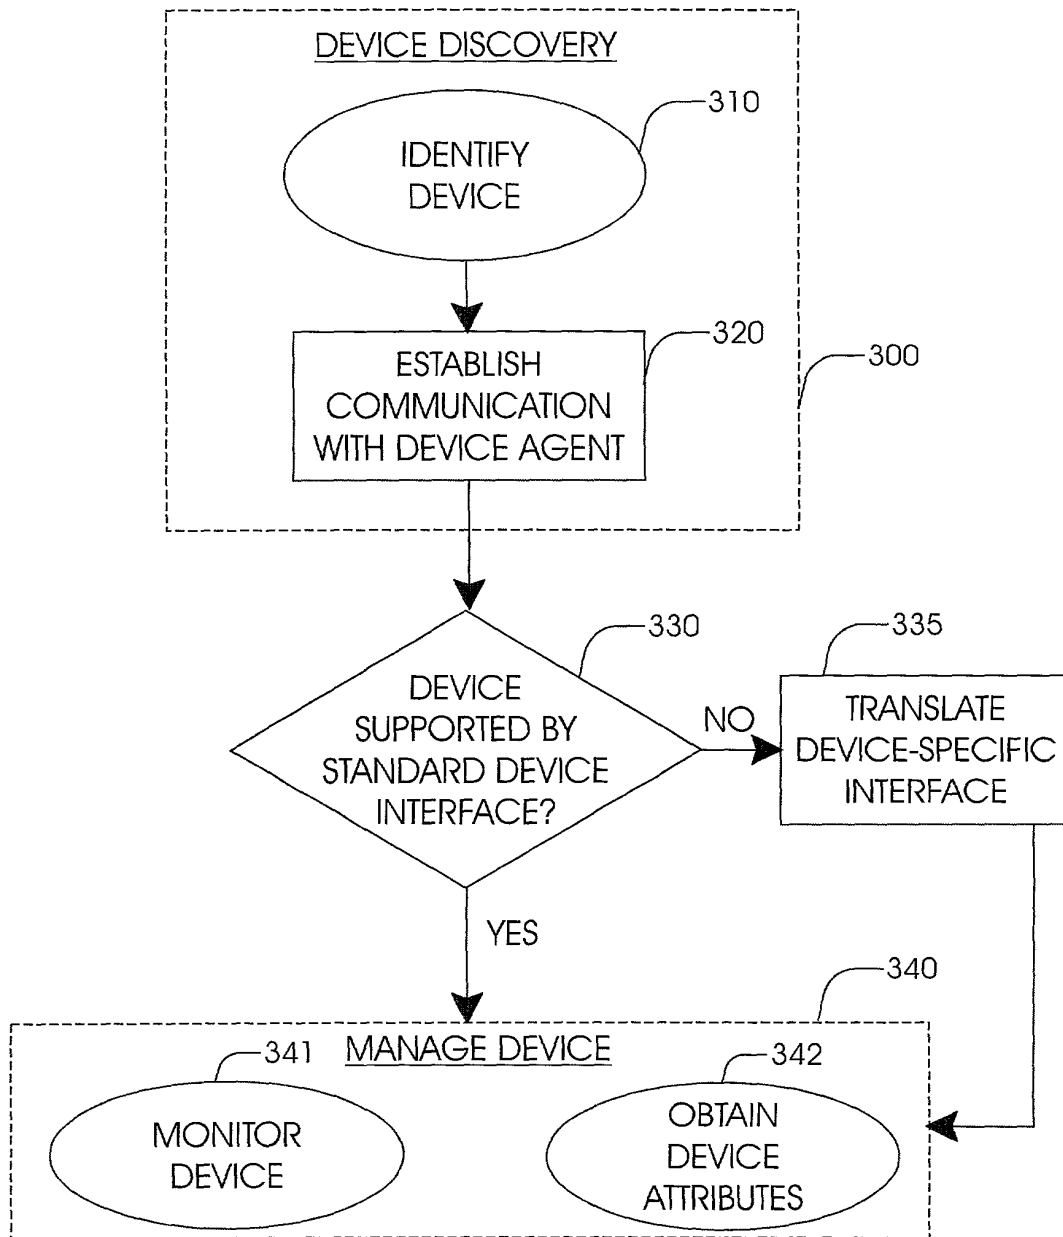 DEVICE DISCOVERY
310
IDENTIFY
DEVICE
320
ESTABLISH
COMMUNICATION
WITH DEVICE AGENT
300
330
335
DEVICE
SUPPORTED BY
STANDARD DEVICE
INTERFACE?
NO
TRANSLATE
DEVICE-SPECIFIC
INTERFACE
YES
340
MANAGE DEVICE
341
342
MONITOR
DEVICE
OBTAIN
DEVICE
ATTRIBUTES